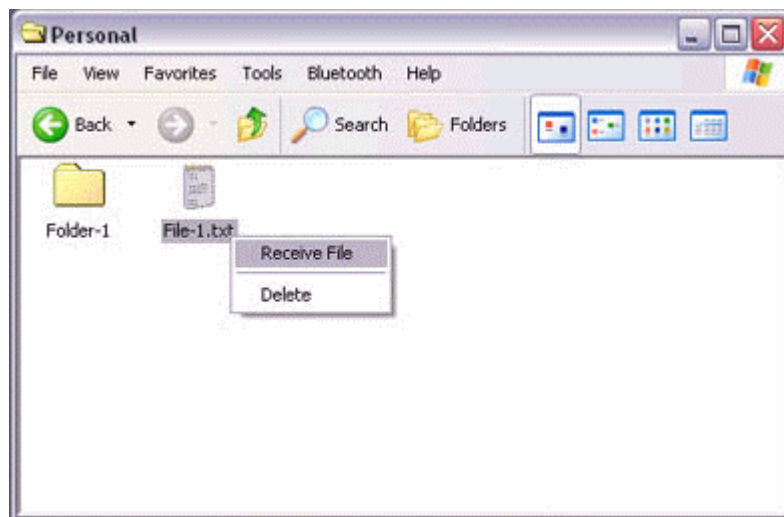 Personal
File View Favorites Tools Bluetooth Help
Back Search Folders
Folder-1 File-1.txt
Receive File
Delete